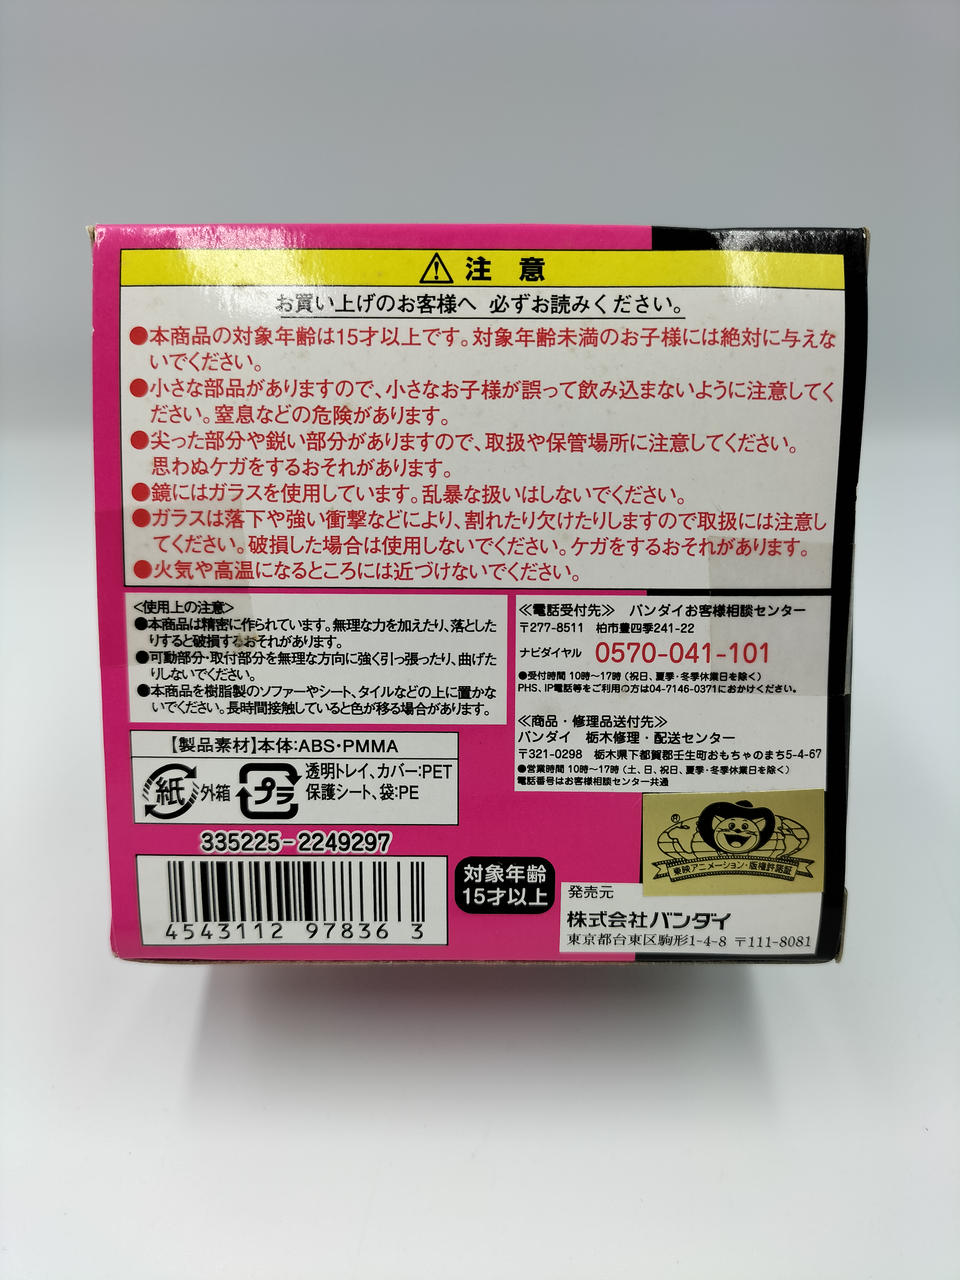 注 意
お買い上げのお客様へ 必ずお読みください。
●本商品の対象年齢は15才以上です。対象年齢未満のお子様には絶対に与えな
いでください。
●小さな部品がありますので、小さなお子様が誤って飲み込まないように注意してく
ださい。窒息などの危険があります。
●尖った部分や鋭い部分がありますので、取扱や保管場所に注意してください。
思わぬケガをするおそれがあります。
●鏡にはガラスを使用しています。乱暴な扱いはしないでください。
●ガラスは落下や強い衝撃などにより、割れたり欠けたりしますので取扱には注意し
てください。破損した場合は使用しないでください。ケガをするおそれがあります。
●火気や高温になるところには近づけないでください。
<使用上の注意>
●本商品は精密に作られています。無理な力を加えたり、落とした
りすると破損するおそれがあります。
●可動部分・取付部分を無理な方向に強く引っ張ったり、曲げた
りしないでください。
●本商品を樹脂製のソファーやシート、タイルなどの上に置かな
いでください。長時間接触していると色が移る場合があります。
≪電話受付先≫ バンダイお客様相談センター
〒277-8511 柏市豊四季241-22
ナビダイヤル 0570-041-101
●受付時間 10時～17時(祝日、夏季・冬季休業日を除く)
PHS、IP電話等をご利用の方は04-7146-0371におかけください。
≪商品・修理品送付先≫
バンダイ 栃木修理・配送センター
〒321-0298 栃木県下都賀郡壬生町おもちゃのまち5-4-67
●営業時間 10時～17時(土、日、祝日、夏季・冬季休業日を除く)
電話番号はお客様相談センター共通
【製品素材】本体:ABS・PMMA
紙 外箱
プラ
透明トレイ、カバー:PET
保護シート、袋:PE
335225-2249297
4543112 978363
対象年齢
15才以上
®
東映アニメーション・版権許諾証
発売元
株式会社バンダイ
東京都台東区駒形1-4-8 〒111-8081